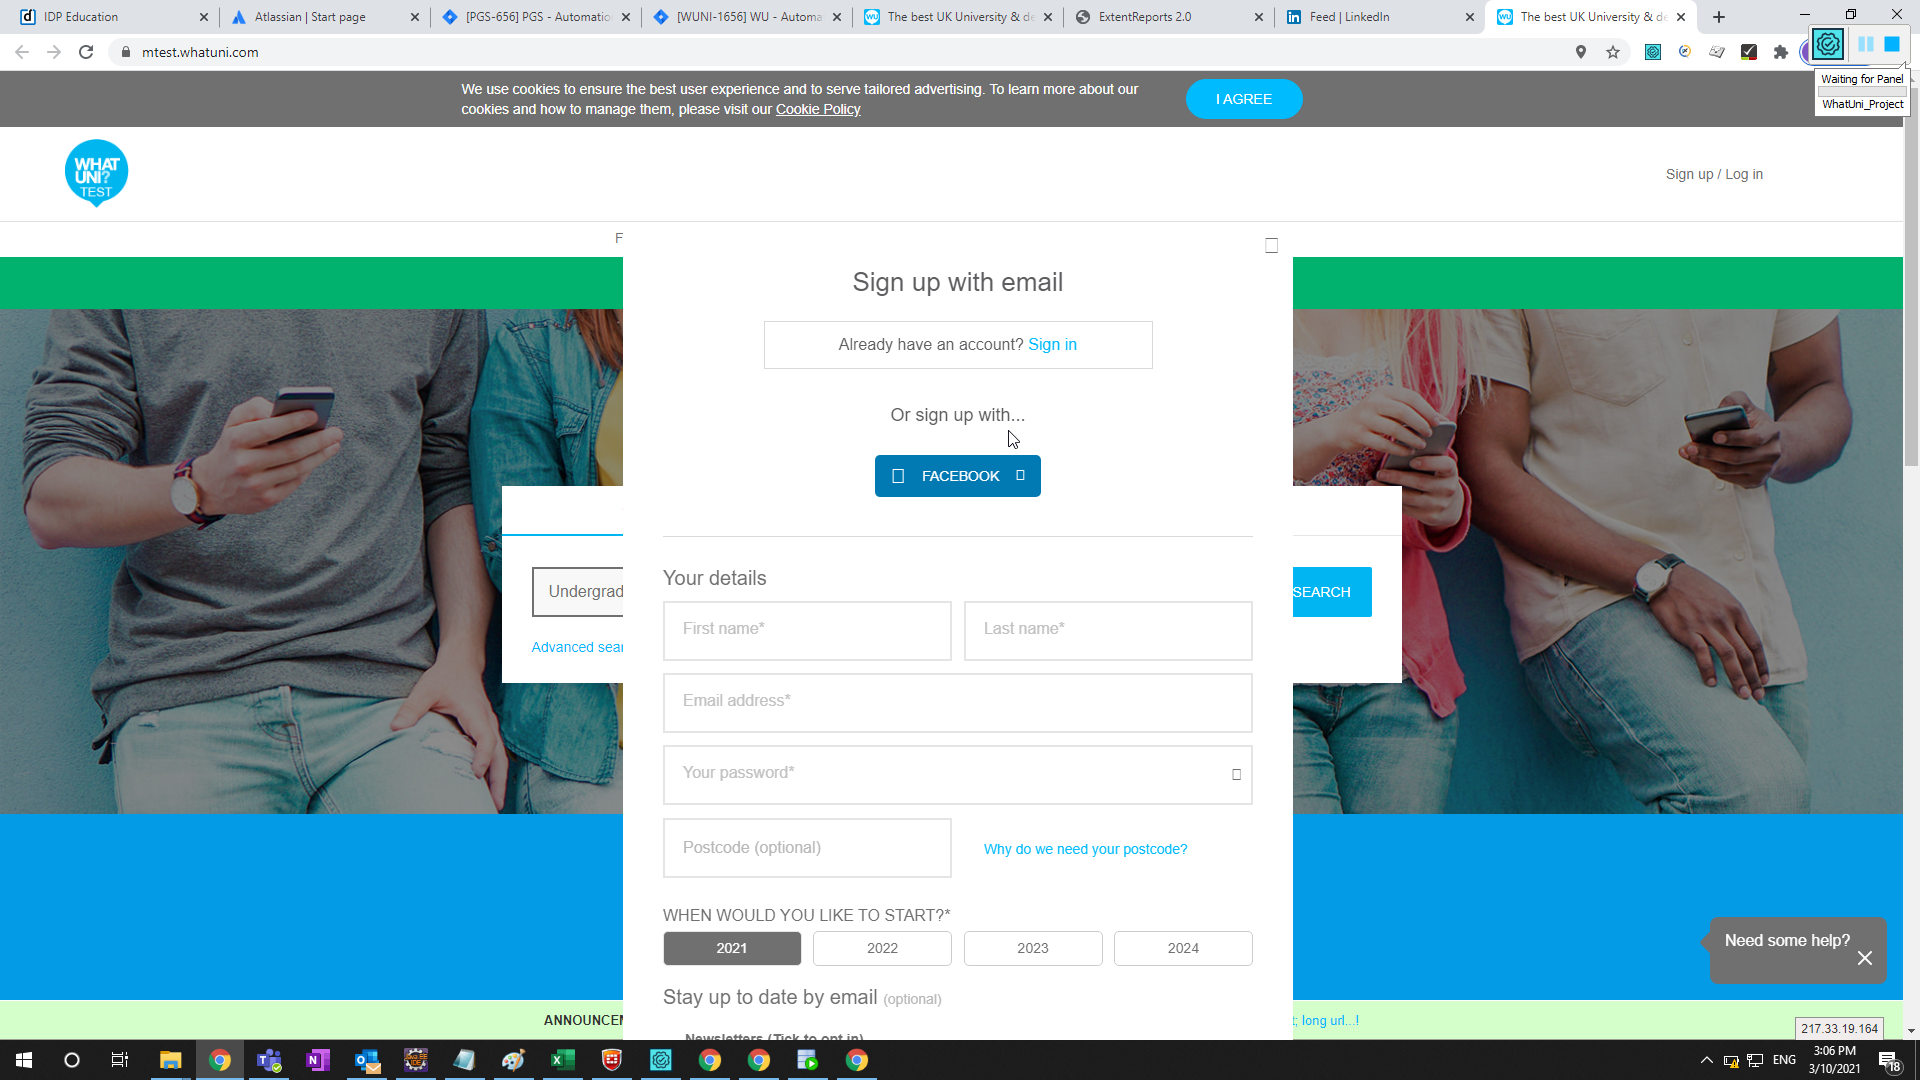 IDP Education
Atlassian | Start page
[PGS-656] PGS - Automatio
[WUNI-1656] WU - Automa
The best UK University & de
ExtentReports 2.0
Feed | LinkedIn
The best UK University & de
mtest.whatuni.com
Waiting for Panel
WhatUni_Project
We use cookies to ensure the best user experience and to serve tailored advertising. To learn more about our
cookies and how to manage them, please visit our Cookie Policy
I AGREE
WHAT
UNI?
TEST
Sign up / Log in
F
Sign up with email
Already have an account? Sign in
Or sign up with...
FACEBOOK
Undergrad
SEARCH
Advanced sear
Your details
First name*
Last name*
Email address*
Your password*
Postcode (optional)
Why do we need your postcode?
WHEN WOULD YOU LIKE TO START?*
2021
2022
2023
2024
Need some help?
Stay up to date by email (optional)
ANNOUNCEM
t; long url...!
Newsletters (Tick to opt in)
217.33.19.164
ENG
3:06 PM
3/10/2021
18